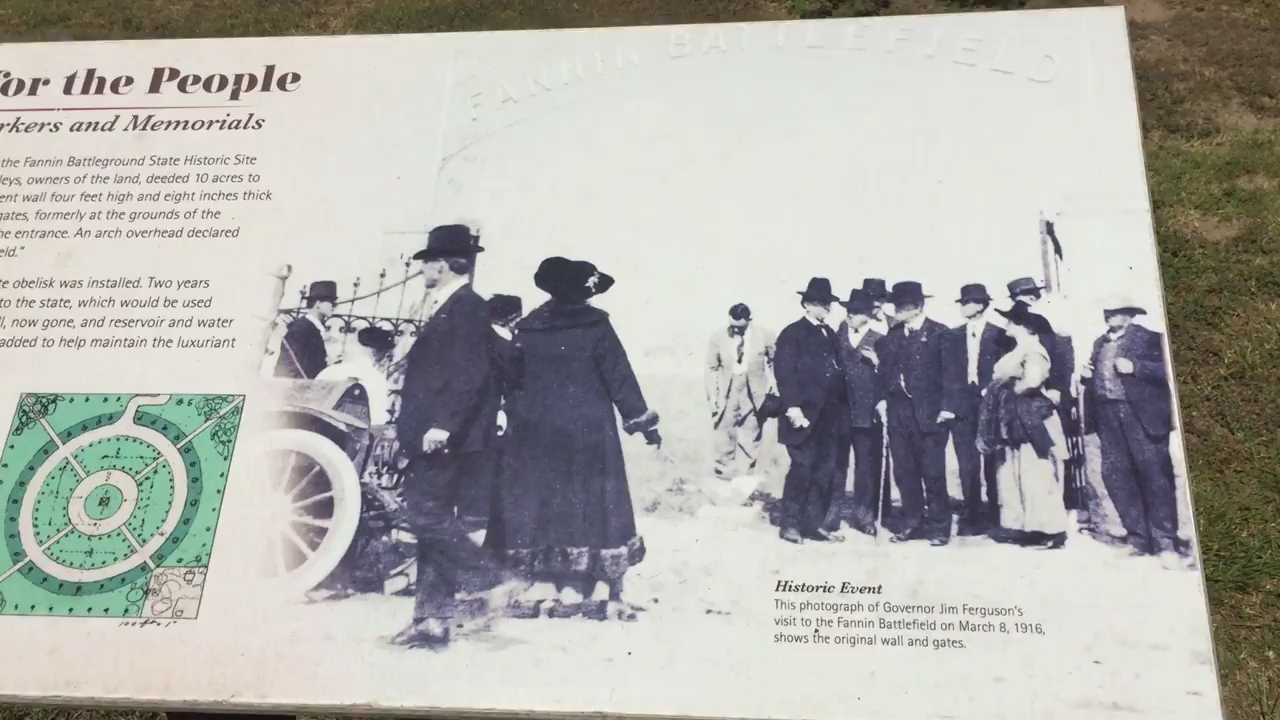 FANNIN BATTLEFIELD
for the People
rkers and Memorials
the Fannin Battleground State Historic Site
leys, owners of the land, deeded 10 acres to
ent wall four feet high and eight inches thick
gates, formerly at the grounds of the
he entrance. An arch overhead declared
eld."
te obelisk was installed. Two years
to the state, which would be used
ll, now gone, and reservoir and water
added to help maintain the luxuriant
Historic Event
This photograph of Governor Jim Ferguson's
visit to the Fannin Battlefield on March 8, 1916,
shows the original wall and gates.